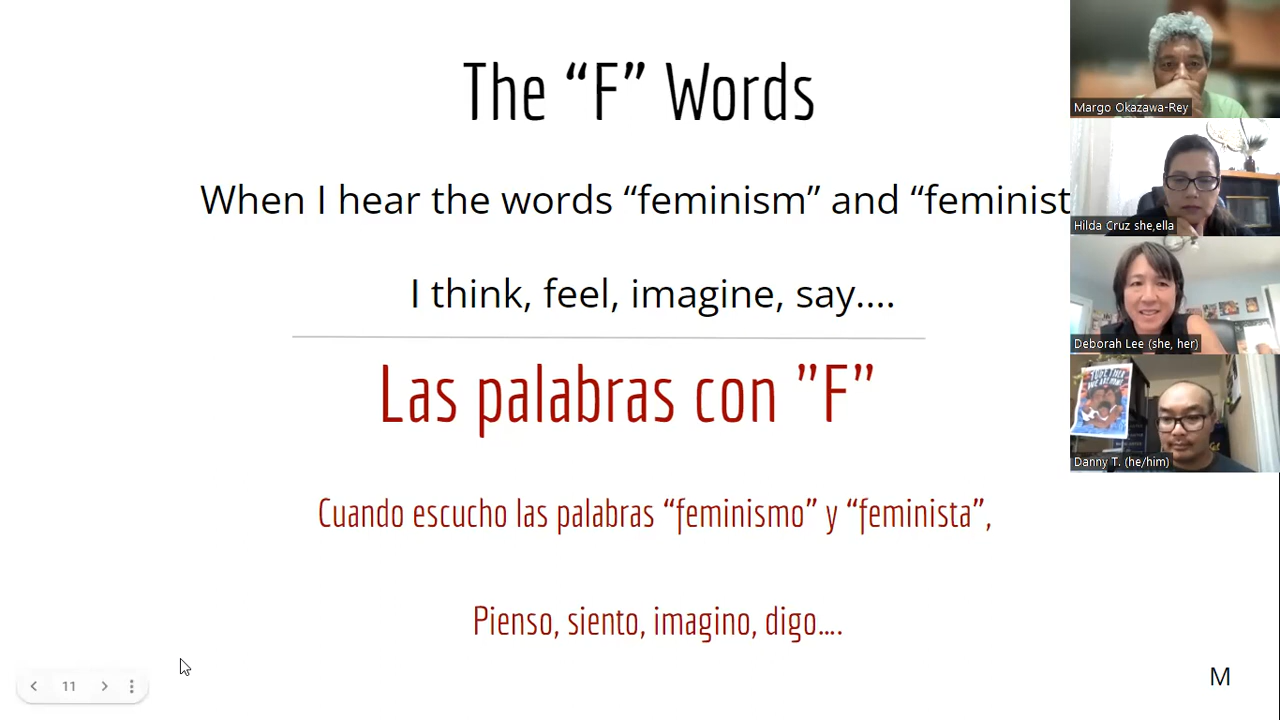 The “F” Words
When I hear the words “feminism” and “feminist
I think, feel, imagine, say....
Las palabras con ”F”
Cuando escucho las palabras “feminismo” y “feminista”,
Pienso, siento, imagino, digo....
M
11
Margo Okazawa-Rey
Hilda Cruz she,ella
Deborah Lee (she, her)
Danny T. (he/him)